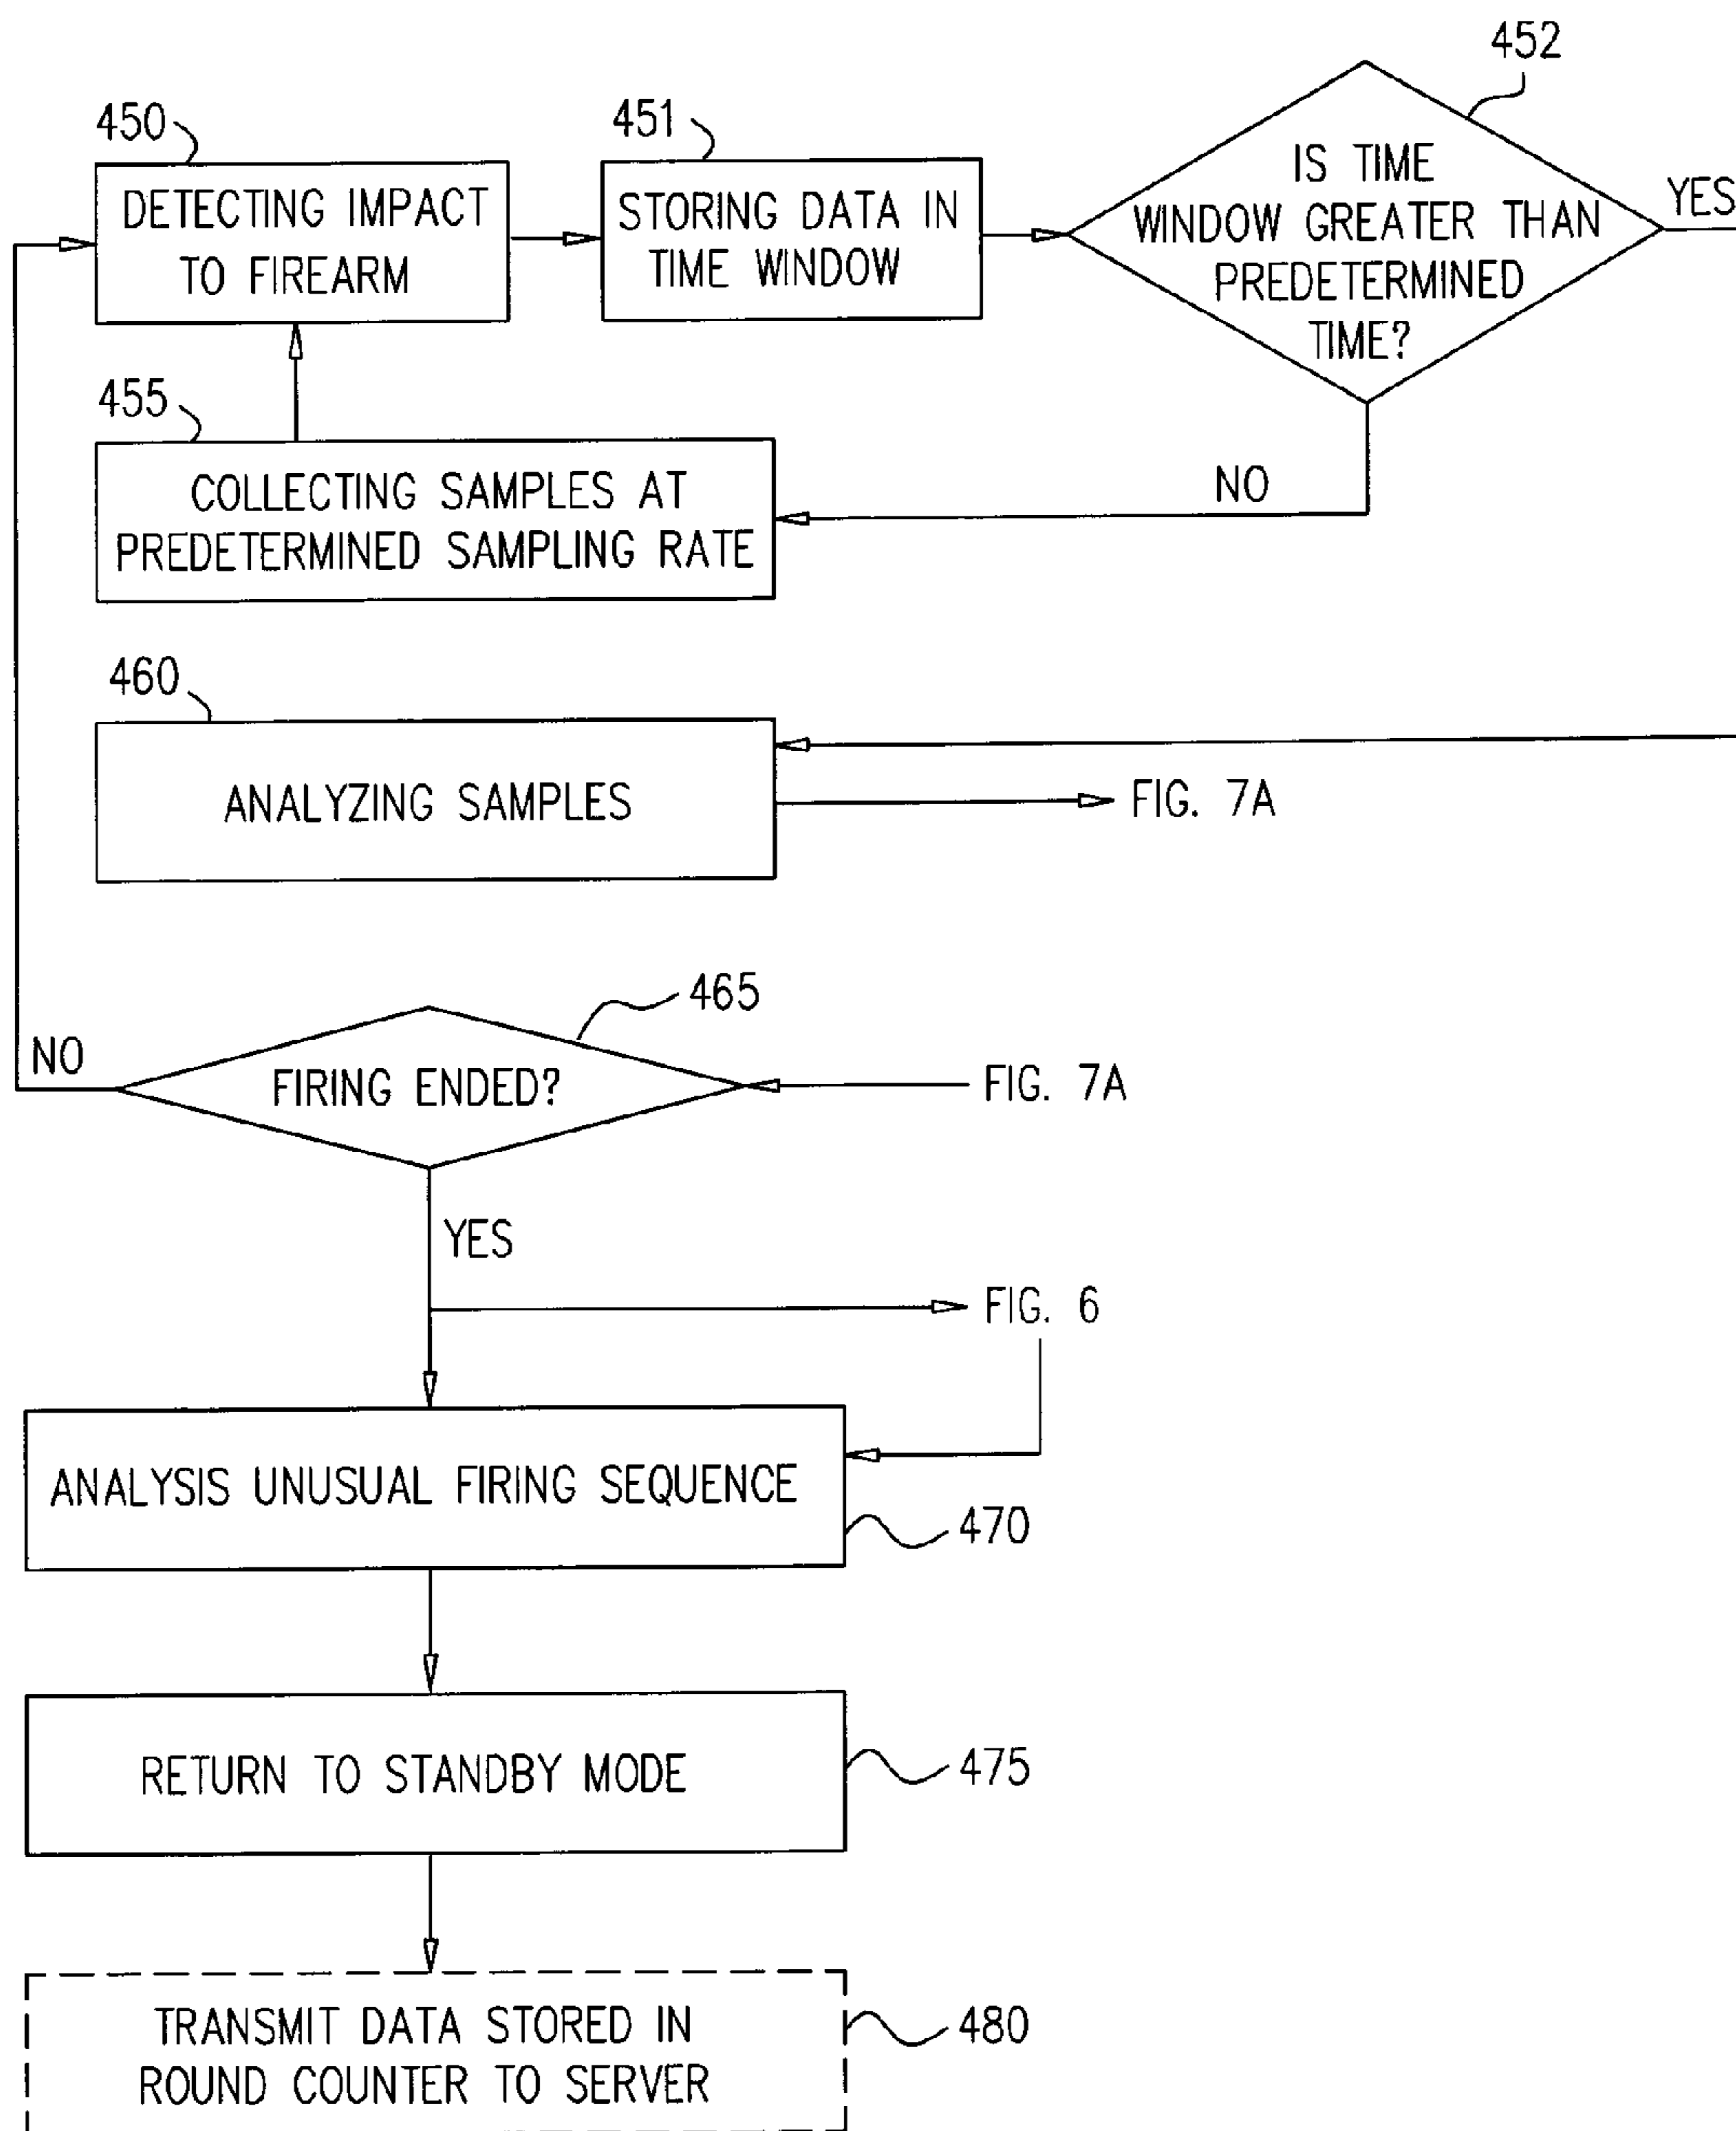 452
450
451
DETECTING IMPACT
TO FIREARM
STORING DATA IN
TIME WINDOW
IS TIME
WINDOW GREATER THAN
PREDETERMINED
TIME?
YES
455
COLLECTING SAMPLES AT
PREDETERMINED SAMPLING RATE
NO
460
ANALYZING SAMPLES
FIG. 7A
465
NO
FIRING ENDED?
FIG. 7A
YES
FIG. 6
ANALYSIS UNUSUAL FIRING SEQUENCE
470
RETURN TO STANDBY MODE
475
TRANSMIT DATA STORED IN
ROUND COUNTER TO SERVER
480